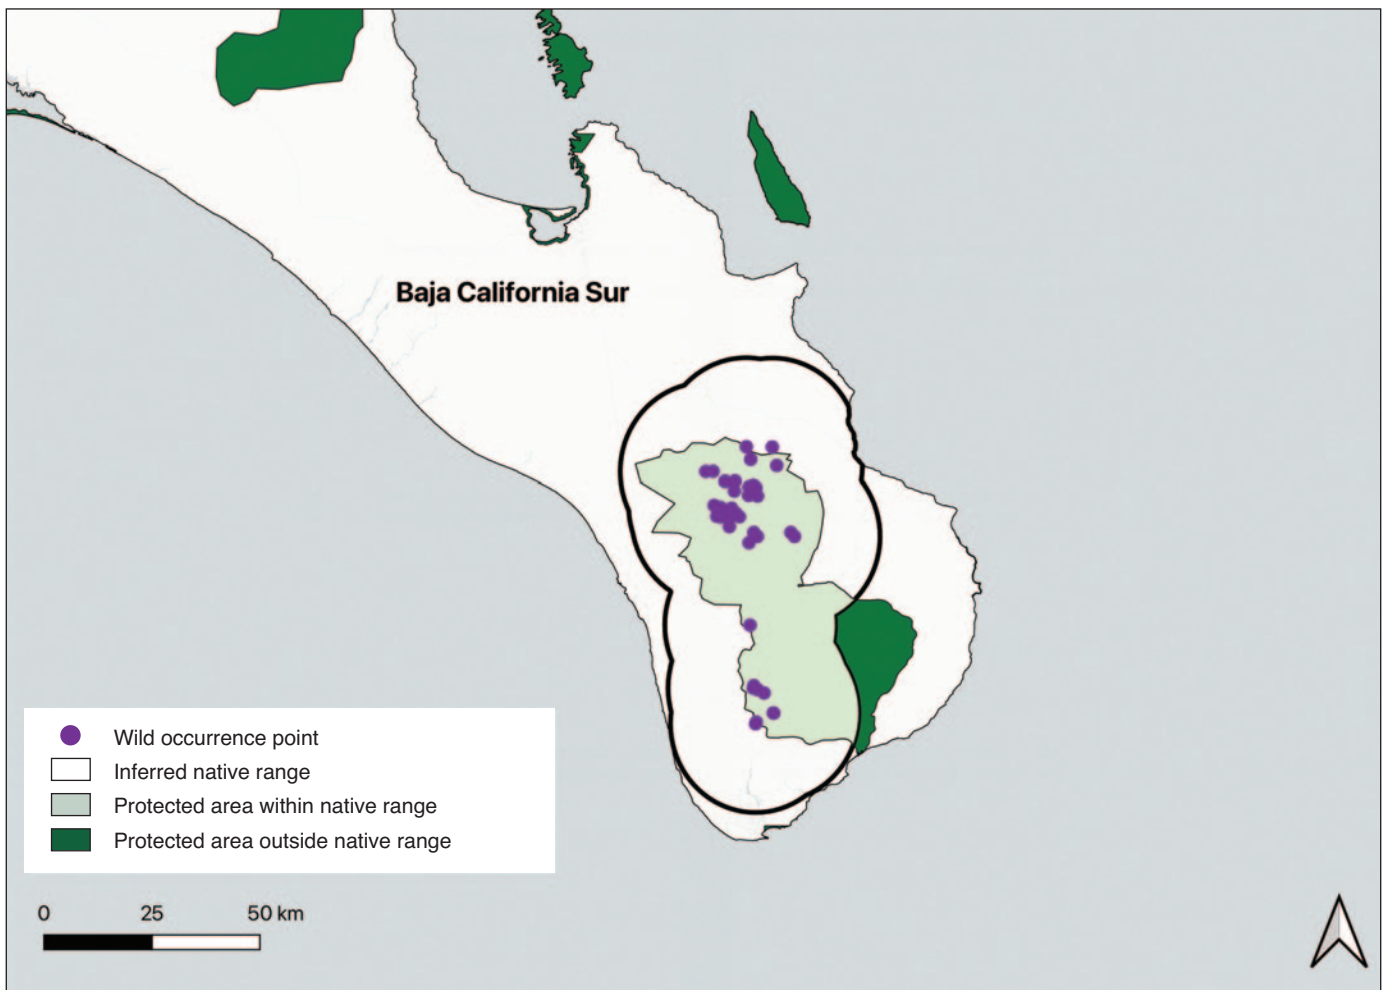 Baja California Sur
Wild occurrence point
Inferred native range
Protected area within native range
Protected area outside native range
0 25 50 km